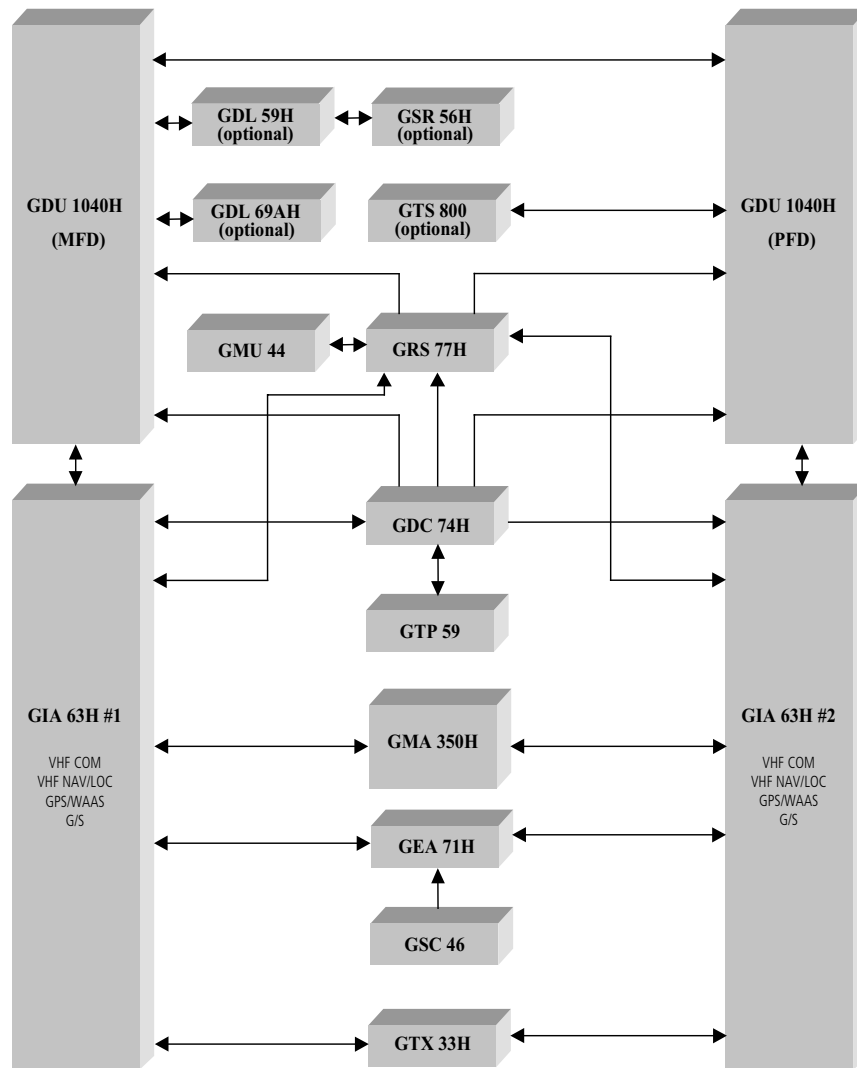 GDL 59H
(optional)
GSR 56H
(optional)
GDU 1040H
(MFD)
GDL 69AH
(optional)
GTS 800
(optional)
GDU 1040H
(PFD)
GMU 44
GRS 77H
GDC 74H
GTP 59
GIA 63H #1
VHF COM
VHF NAV/LOC
GPS/WAAS
G/S
GMA 350H
GIA 63H #2
VHF COM
VHF NAV/LOC
GPS/WAAS
G/S
GEA 71H
GSC 46
GTX 33H